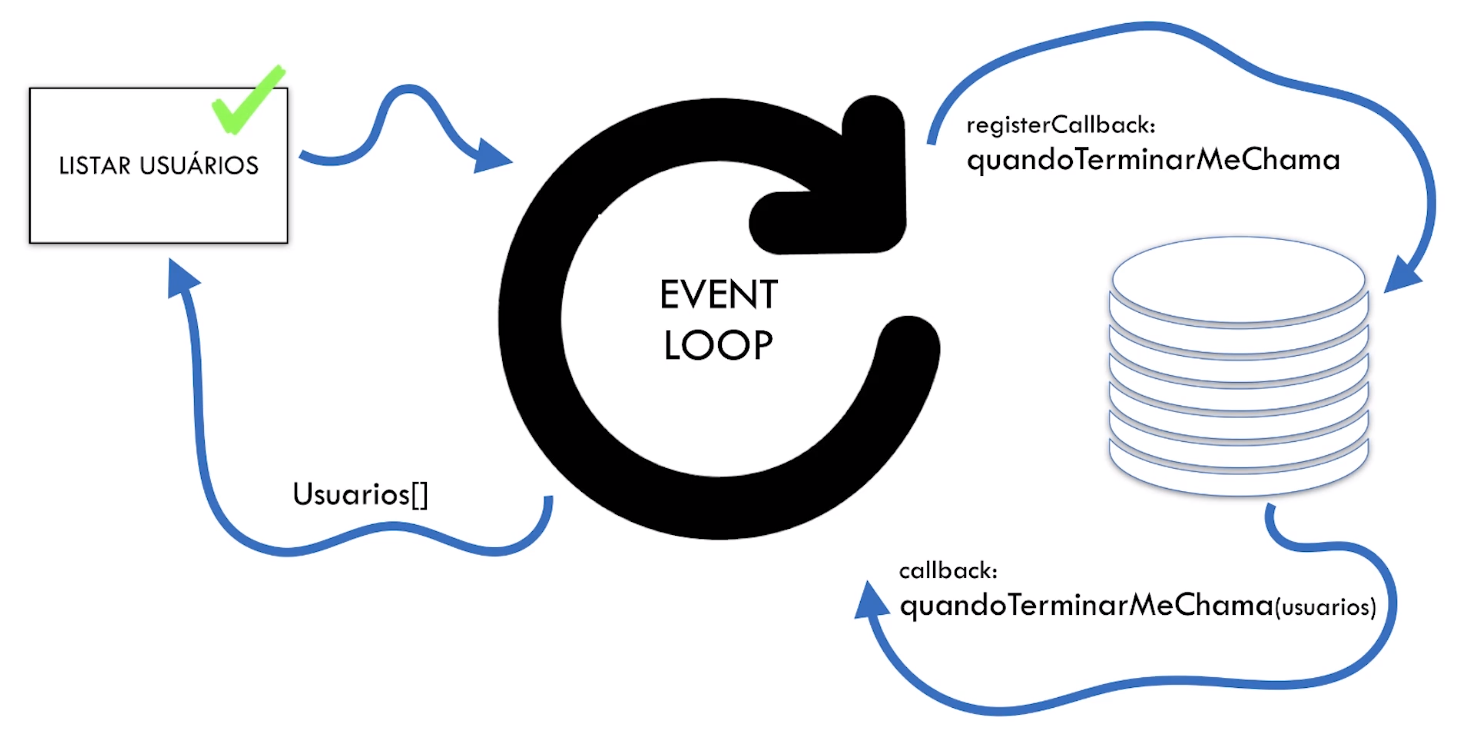 LISTAR USUÁRIOS
registerCallback:
quandoTerminarMeChama
EVENT
LOOP
Usuarios[]
callback:
quandoTerminarMeChama(usuarios)